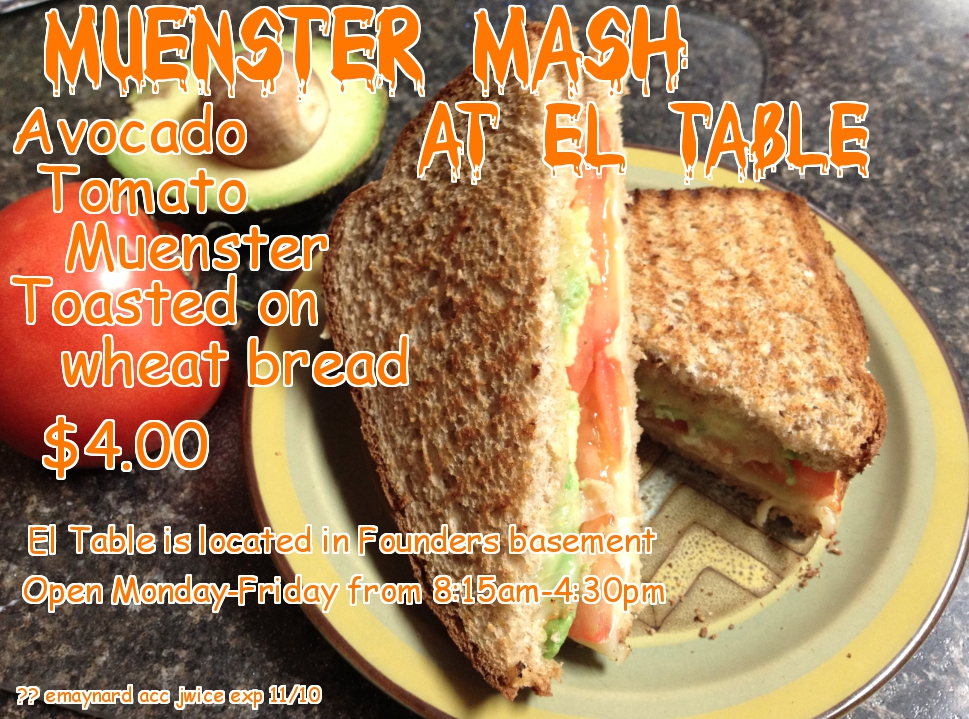 MUENSTER MASH
AT EL TABLE
Avocado
Tomato
Muenster
Toasted on
wheat bread
$4.00
El Table is located in Founders basement
Open Monday-Friday from 8:15am-4:30pm
?? emaynard acc jwice exp 11/10